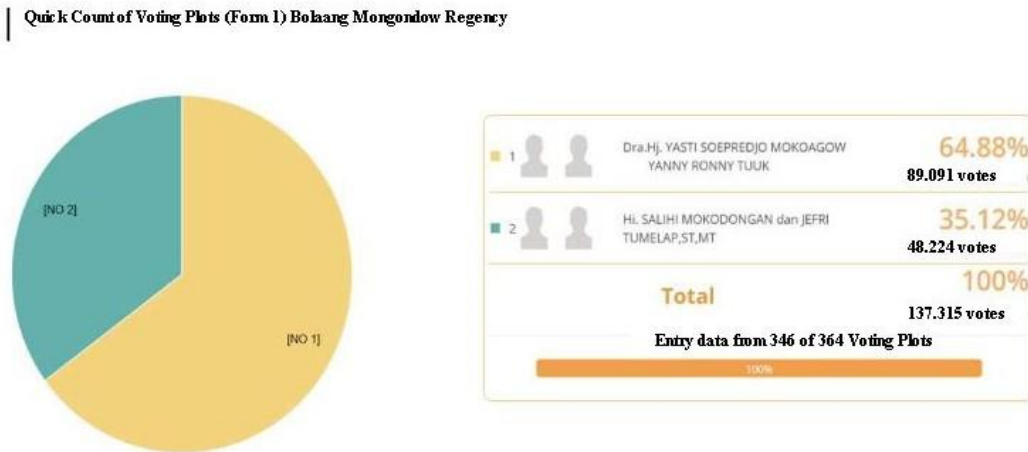 Quick Count of Voting Plots (Form 1) Bolaang Mongondow Regency
[NO 2]
[NO 1]
1
Dra.Hj. YASTI SOEPREDJO MOKOAGOW
YANNY RONNY TUUK
64.88%
89.091 votes
2
Hi. SALIHI MOKODONGAN dan JEFRI
TUMELAP,ST,MT
35.12%
48.224 votes
Total
100%
137.315 votes
Entry data from 346 of 364 Voting Plots
100%